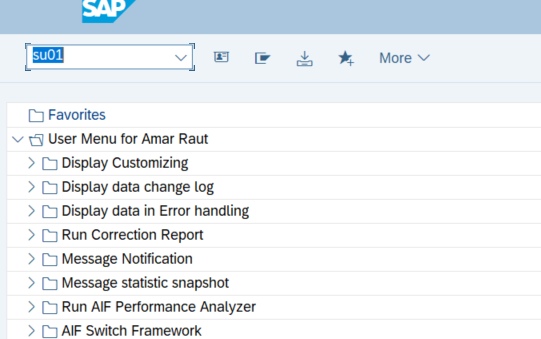 SAP
su01
More
Favorites
User Menu for Amar Raut
Display Customizing
Display data change log
Display data in Error handling
Run Correction Report
Message Notification
Message statistic snapshot
Run AIF Performance Analyzer
AIF Switch Framework